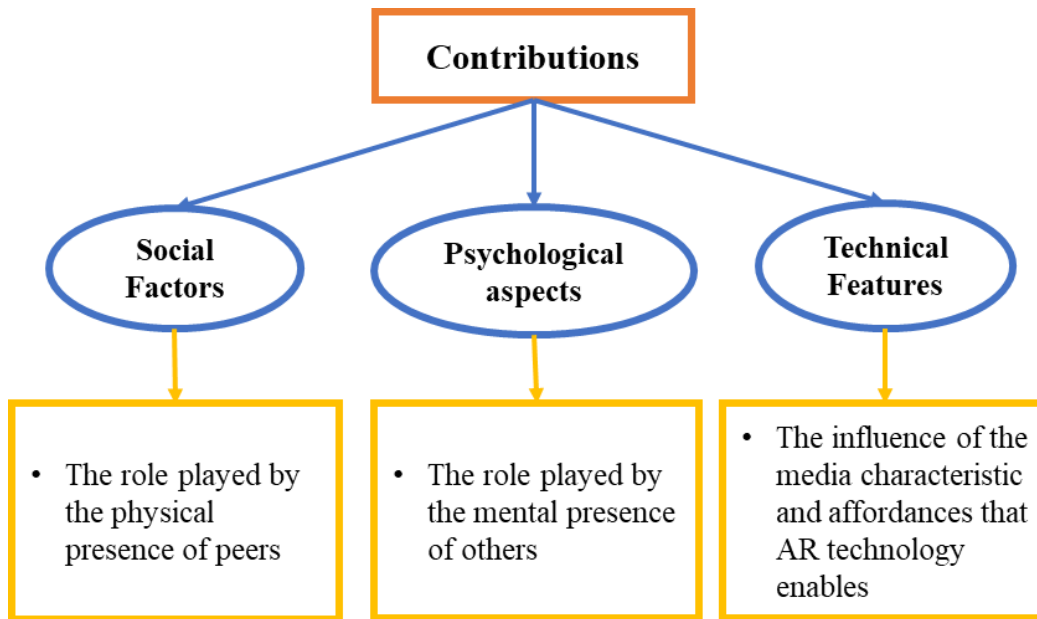 Contributions
Social
Factors
Psychological
aspects
Technical
Features
• The role played by
the physical
presence of peers
• The role played by
the mental presence
of others
• The influence of the
media characteristic
and affordances that
AR technology
enables